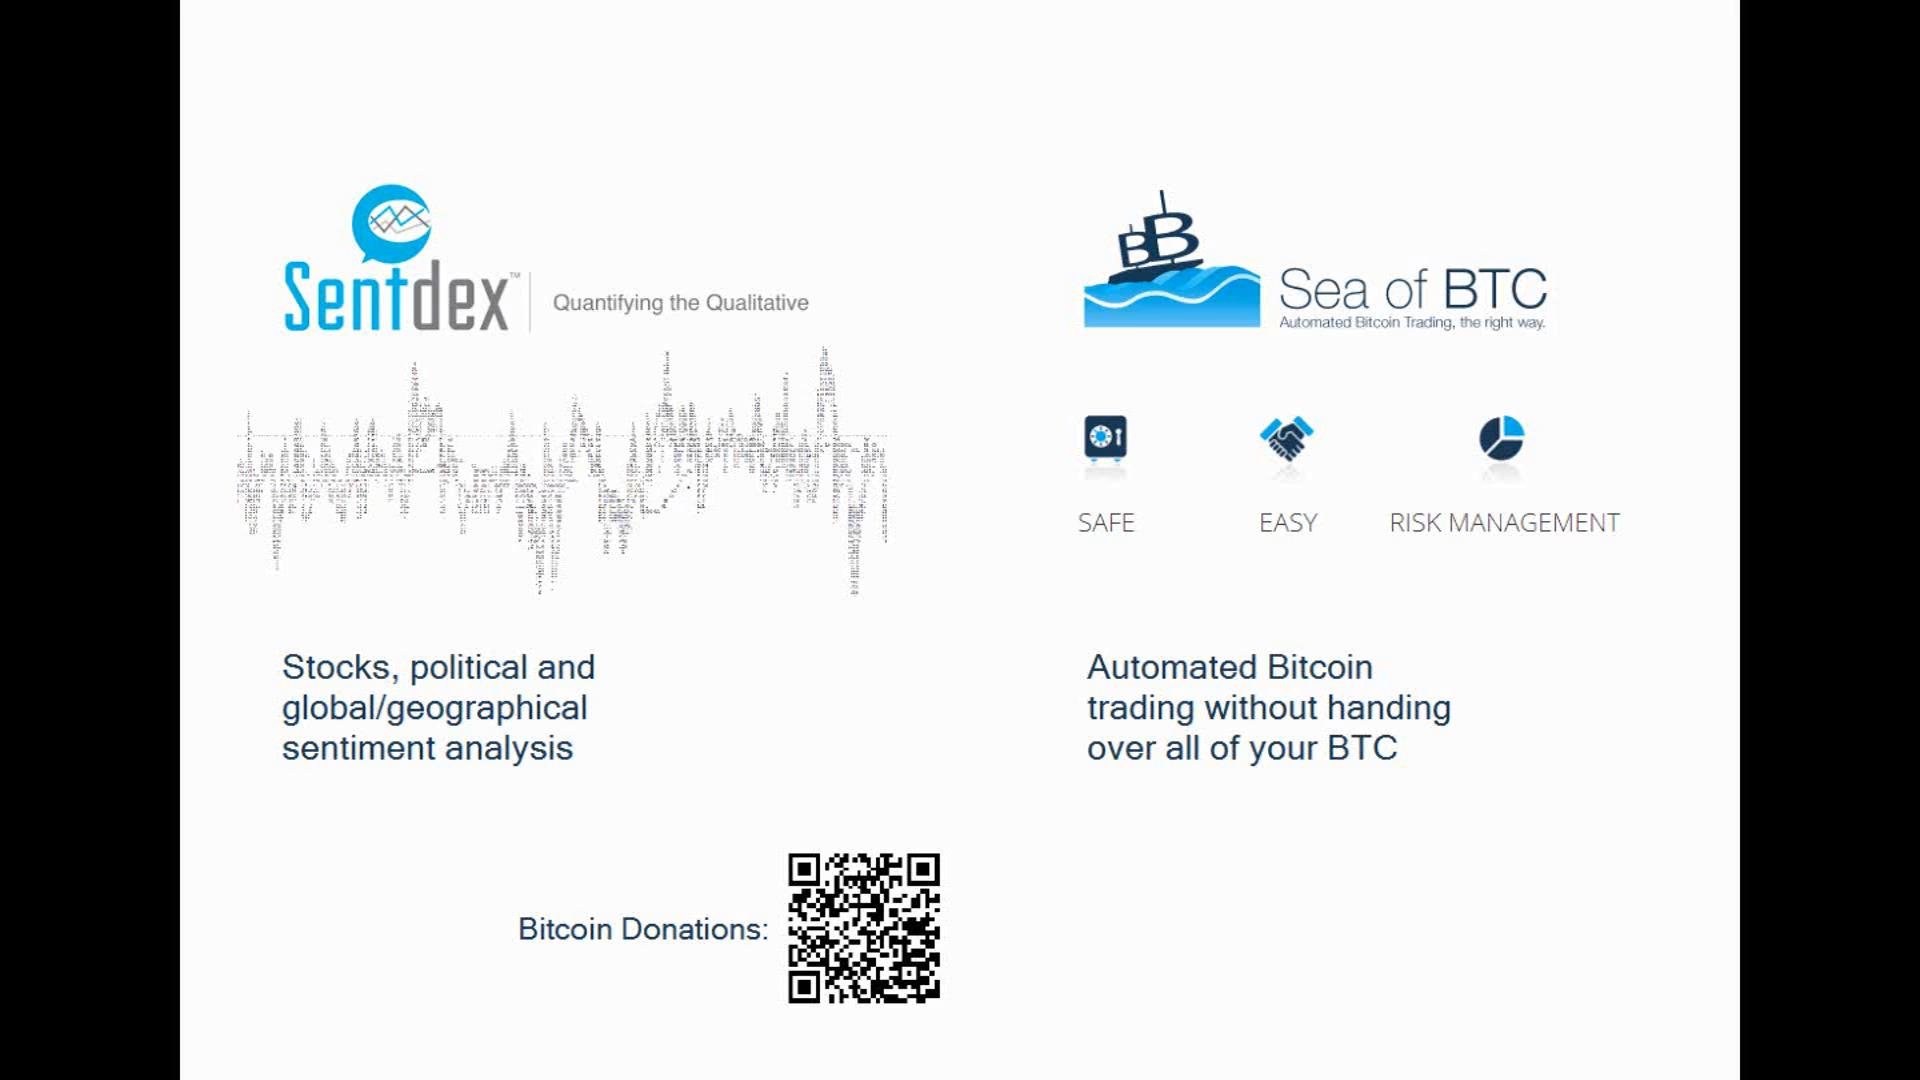 Sentdex™
Quantifying the Qualitative
Stocks, political and
global/geographical
sentiment analysis
Sea of BTC
Automated Bitcoin Trading, the right way.
SAFE
EASY
RISK MANAGEMENT
Automated Bitcoin
trading without handing
over all of your BTC
Bitcoin Donations: